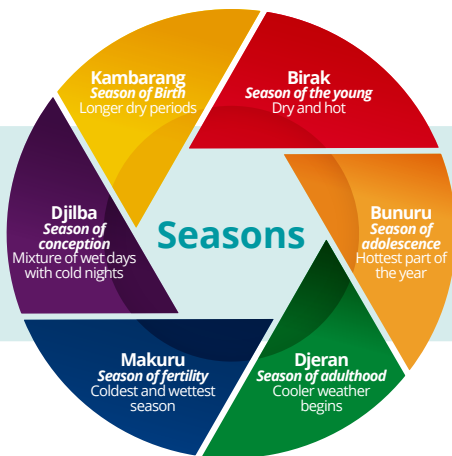 Kambarang
Season of Birth
Longer dry periods
Birak
Season of the young
Dry and hot
Djilba
Season of
conception
Mixture of wet days
with cold nights
Seasons
Bunuru
Season of
adolescence
Hottest part of
the year
Makuru
Season of fertility
Coldest and wettest
season
Djeran
Season of adulthood
Cooler weather
begins